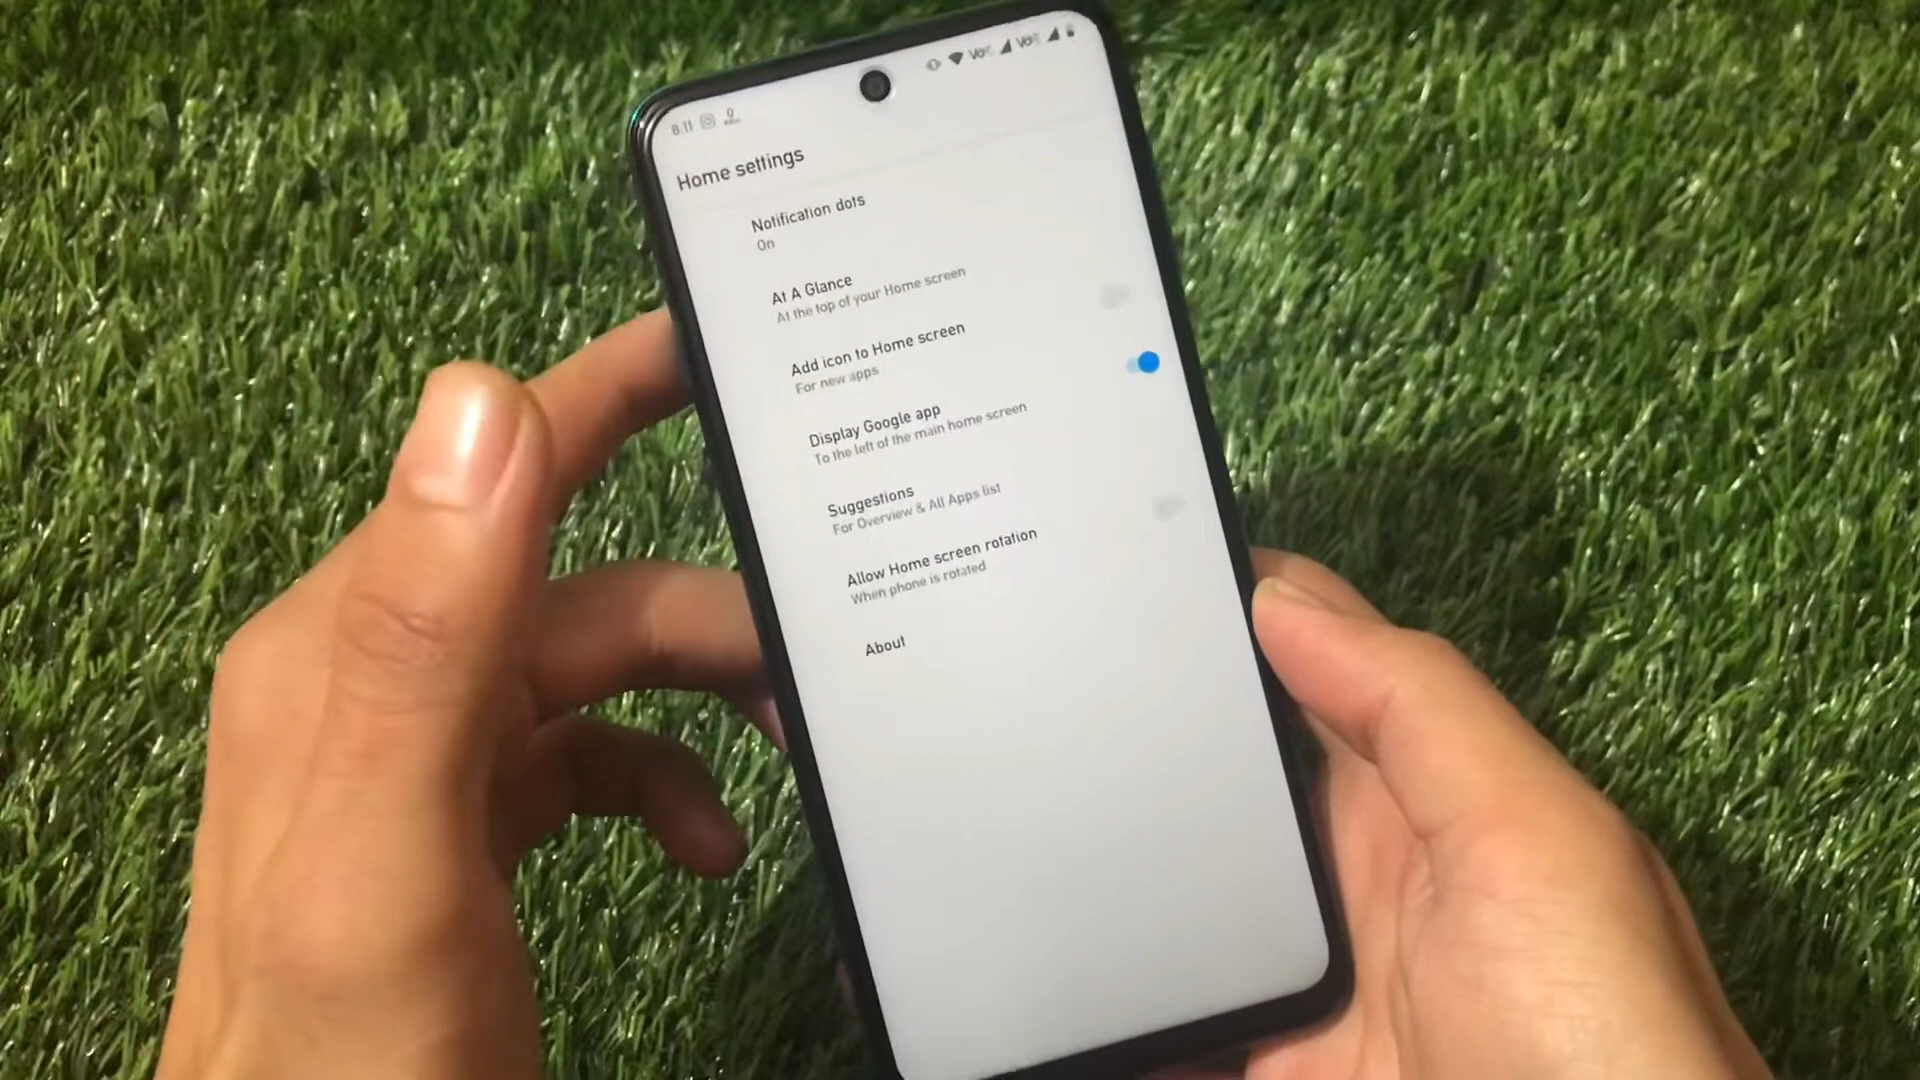 8:11
Home settings
Notification dots
On
At A Glance
At the top of your Home screen
Add icon to Home screen
For new apps
Display Google app
To the left of the main home screen
Suggestions
For Overview & All Apps list
Allow Home screen rotation
When phone is rotated
About